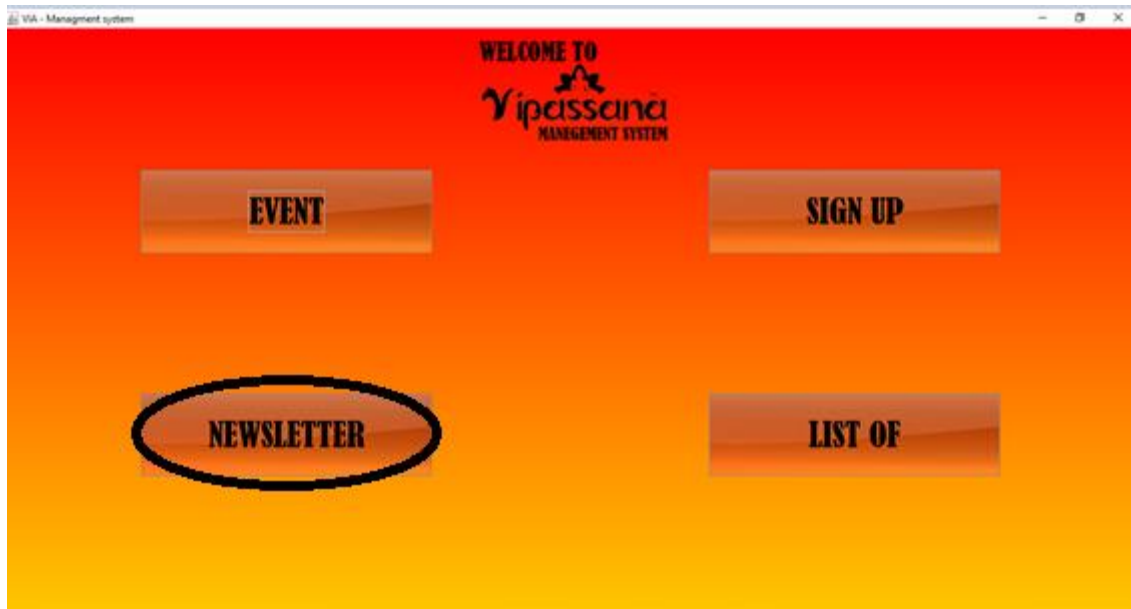 VIA - Managment system
WELCOME TO
Vipassana
MANEGEMENT SYSTEM
EVENT
SIGN UP
NEWSLETTER
LIST OF